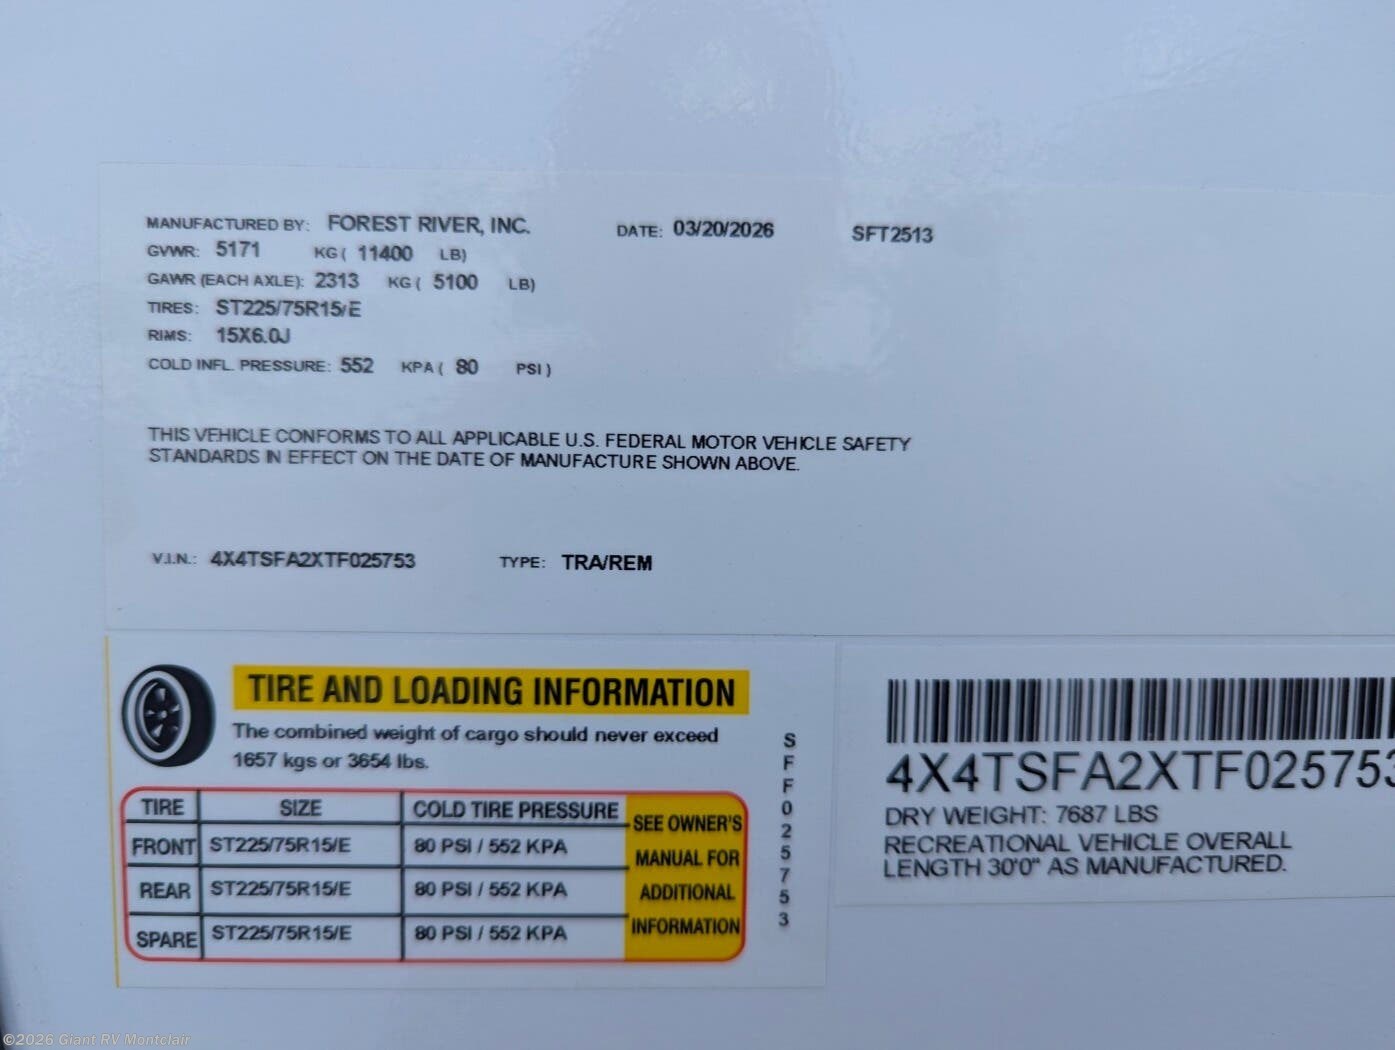 MANUFACTURED BY: FOREST RIVER, INC. DATE: 03/20/2026 SFT2513
GVWR: 5171 KG ( 11400 LB)
GAWR (EACH AXLE): 2313 KG ( 5100 LB)
TIRES: ST225/75R15/E
RIMS: 15X6.0J
COLD INFL. PRESSURE: 552 KPA ( 80 PSI )
THIS VEHICLE CONFORMS TO ALL APPLICABLE U.S. FEDERAL MOTOR VEHICLE SAFETY
STANDARDS IN EFFECT ON THE DATE OF MANUFACTURE SHOWN ABOVE.
V.I.N.: 4X4TSFA2XTF025753 TYPE: TRA/REM
TIRE AND LOADING INFORMATION
The combined weight of cargo should never exceed
1657 kgs or 3654 lbs.
TIRE SIZE COLD TIRE PRESSURE
FRONT ST225/75R15/E 80 PSI / 552 KPA
REAR ST225/75R15/E 80 PSI / 552 KPA
SPARE ST225/75R15/E 80 PSI / 552 KPA
SEE OWNER'S
MANUAL FOR
ADDITIONAL
INFORMATION
SFF025753
4X4TSFA2XTF025753
DRY WEIGHT: 7687 LBS
RECREATIONAL VEHICLE OVERALL
LENGTH 30'0" AS MANUFACTURED.
©2026 Giant RV Montclair